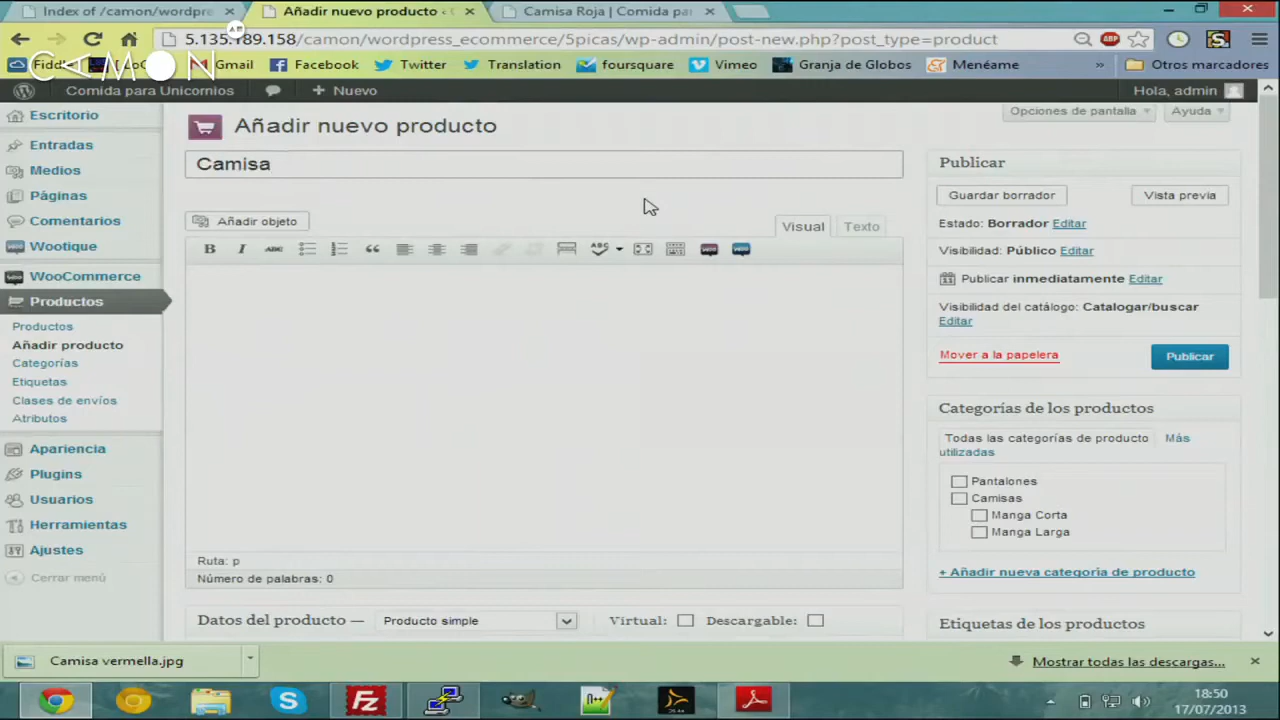 Index of /camon/wordpre
Añadir nuevo producto ‹
Camisa Roja | Comida par
5.135.189.158/camon/wordpress_ecommerce/5picas/wp-admin/post-new.php?post_type=product
CAMON
Gmail
Facebook
Twitter
Translation
foursquare
Vimeo
Granja de Globos
Menéame
»
Otros marcadores
Comida para Unicornios
+ Nuevo
Hola, admin
Escritorio
Entradas
Medios
Páginas
Comentarios
Wootique
WooCommerce
Productos
Productos
Añadir producto
Categorías
Etiquetas
Clases de envíos
Atributos
Apariencia
Plugins
Usuarios
Herramientas
Ajustes
Cerrar menú
Opciones de pantalla
Ayuda
Añadir nuevo producto
Camisa
Añadir objeto
Visual
Texto
B I ABC
ABC
Ruta: p
Número de palabras: 0
Datos del producto —
Producto simple
Virtual:
Descargable:
Publicar
Guardar borrador
Vista previa
Estado: Borrador Editar
Visibilidad: Público Editar
Publicar inmediatamente Editar
Visibilidad del catálogo: Catalogar/buscar
Editar
Mover a la papelera
Publicar
Categorías de los productos
Todas las categorías de producto
Más
utilizadas
Pantalones
Camisas
Manga Corta
Manga Larga
+ Añadir nueva categoría de producto
Etiquetas de los productos
Camisa vermella.jpg
Mostrar todas las descargas...
18:50
17/07/2013